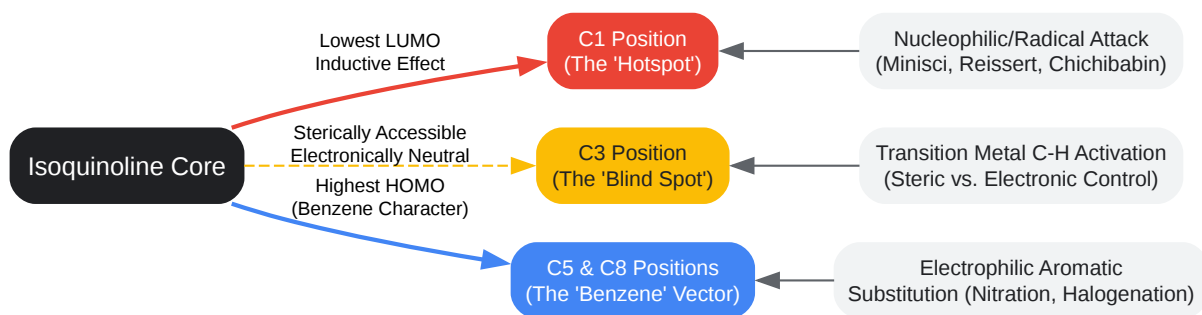 Isoquinoline Core
Lowest LUMO
Inductive Effect
Sterically Accessible
Electronically Neutral
Highest HOMO
(Benzene Character)
C1 Position
(The 'Hotspot')
C3 Position
(The 'Blind Spot')
C5 & C8 Positions
(The 'Benzene' Vector)
Nucleophilic/Radical Attack
(Minisci, Reissert, Chichibabin)
Transition Metal C-H Activation
(Steric vs. Electronic Control)
Electrophilic Aromatic
Substitution (Nitration, Halogenation)